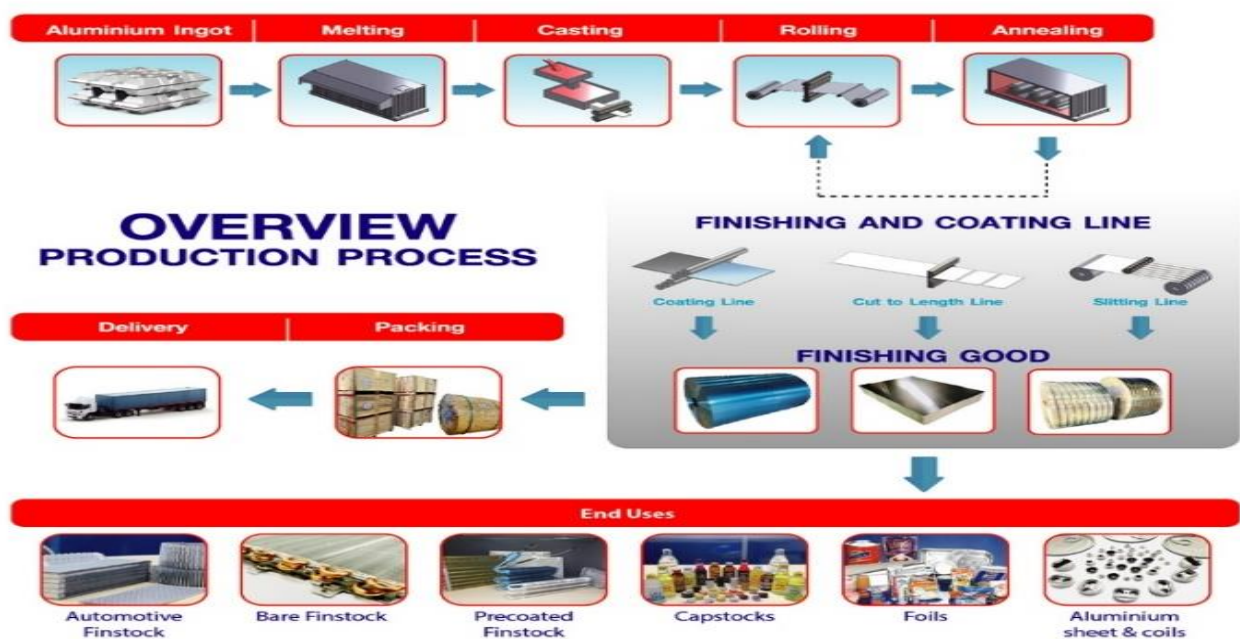 Aluminium Ingot
Melting
Casting
Rolling
Annealing
OVERVIEW
PRODUCTION PROCESS
FINISHING AND COATING LINE
Coating Line
Cut to Length Line
Slitting Line
Delivery
Packing
FINISHING GOOD
End Uses
Automotive
Finstock
Bare Finstock
Precoated
Finstock
Capstocks
Foils
Aluminium
sheet & coils